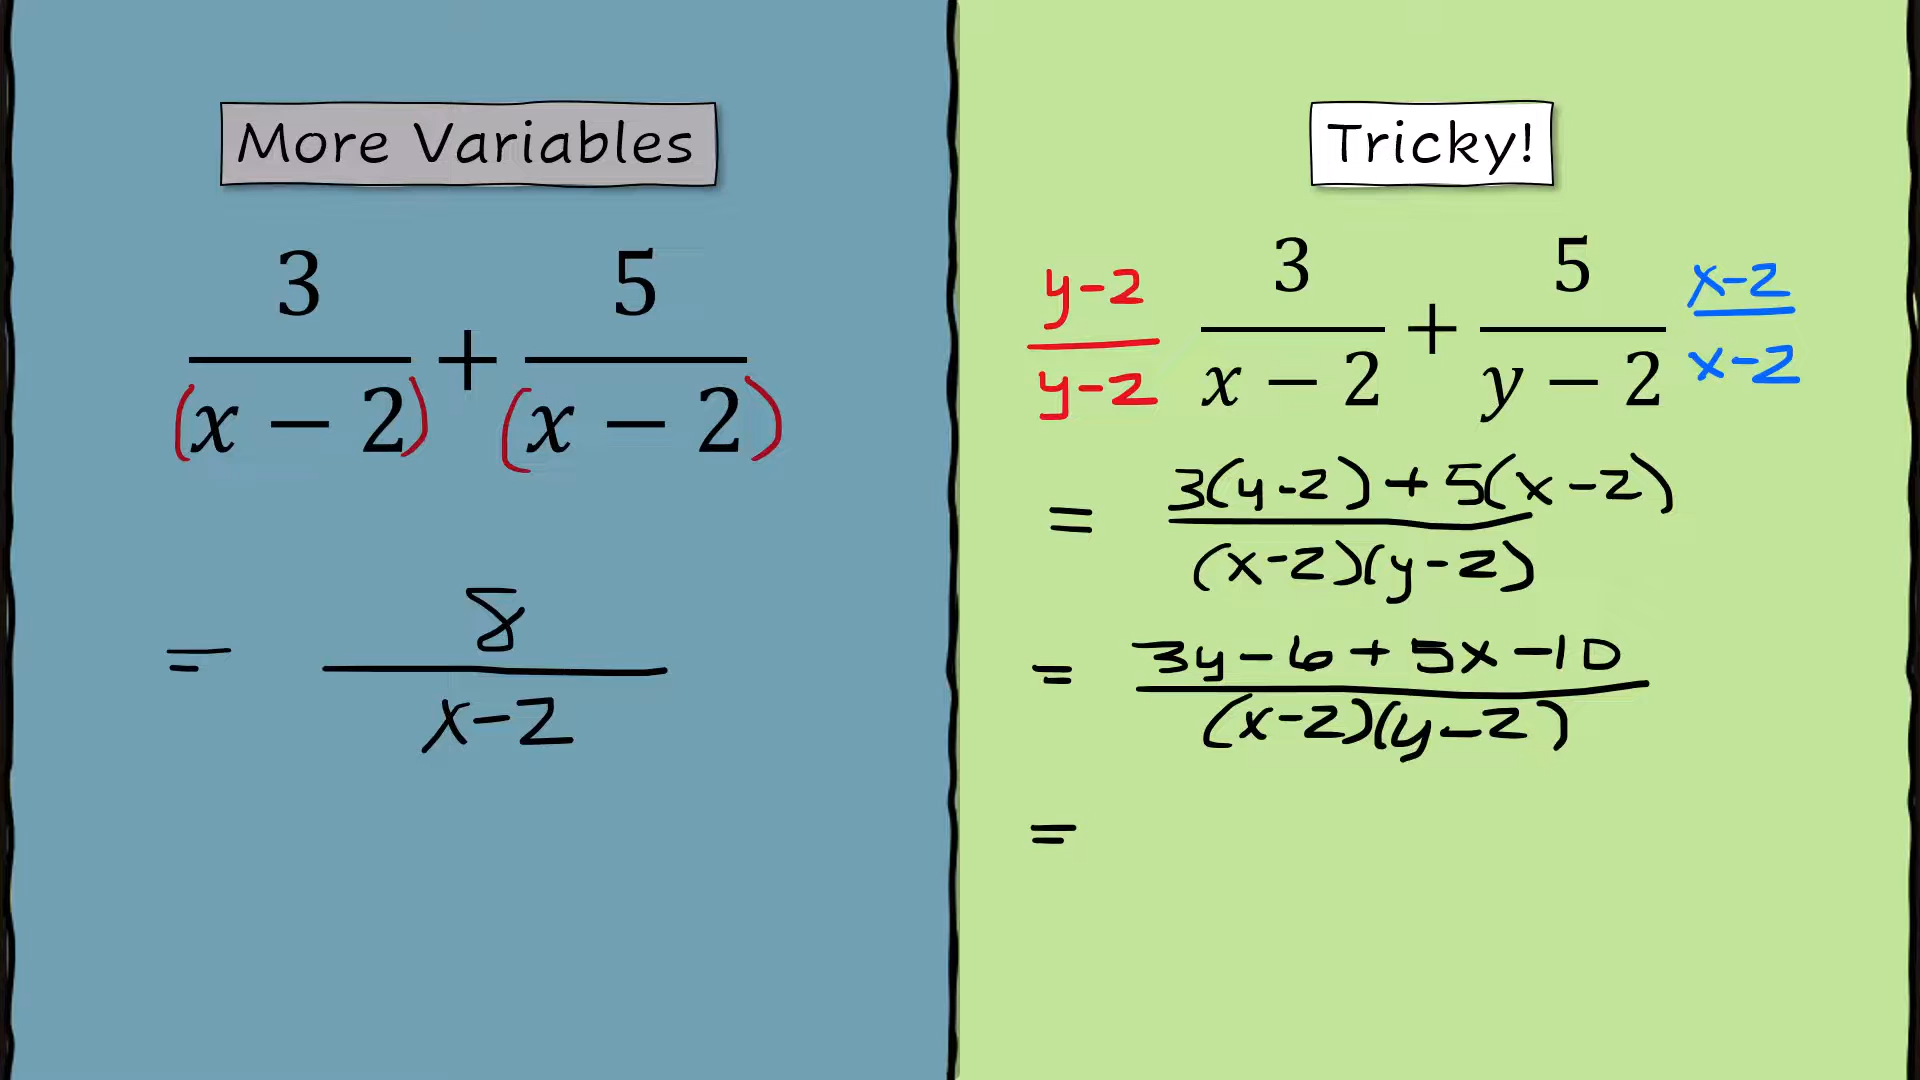 More Variables
3/(x − 2) + 5/(x − 2)
= 8/(x-2)
Tricky!
(y-2)/(y-2) 3/(x − 2) + 5/(y − 2) (x-2)/(x-2)
= (3(y-2) + 5(x-2))/((x-2)(y-2))
= (3y-6+5x-10)/((x-2)(y-2))
=